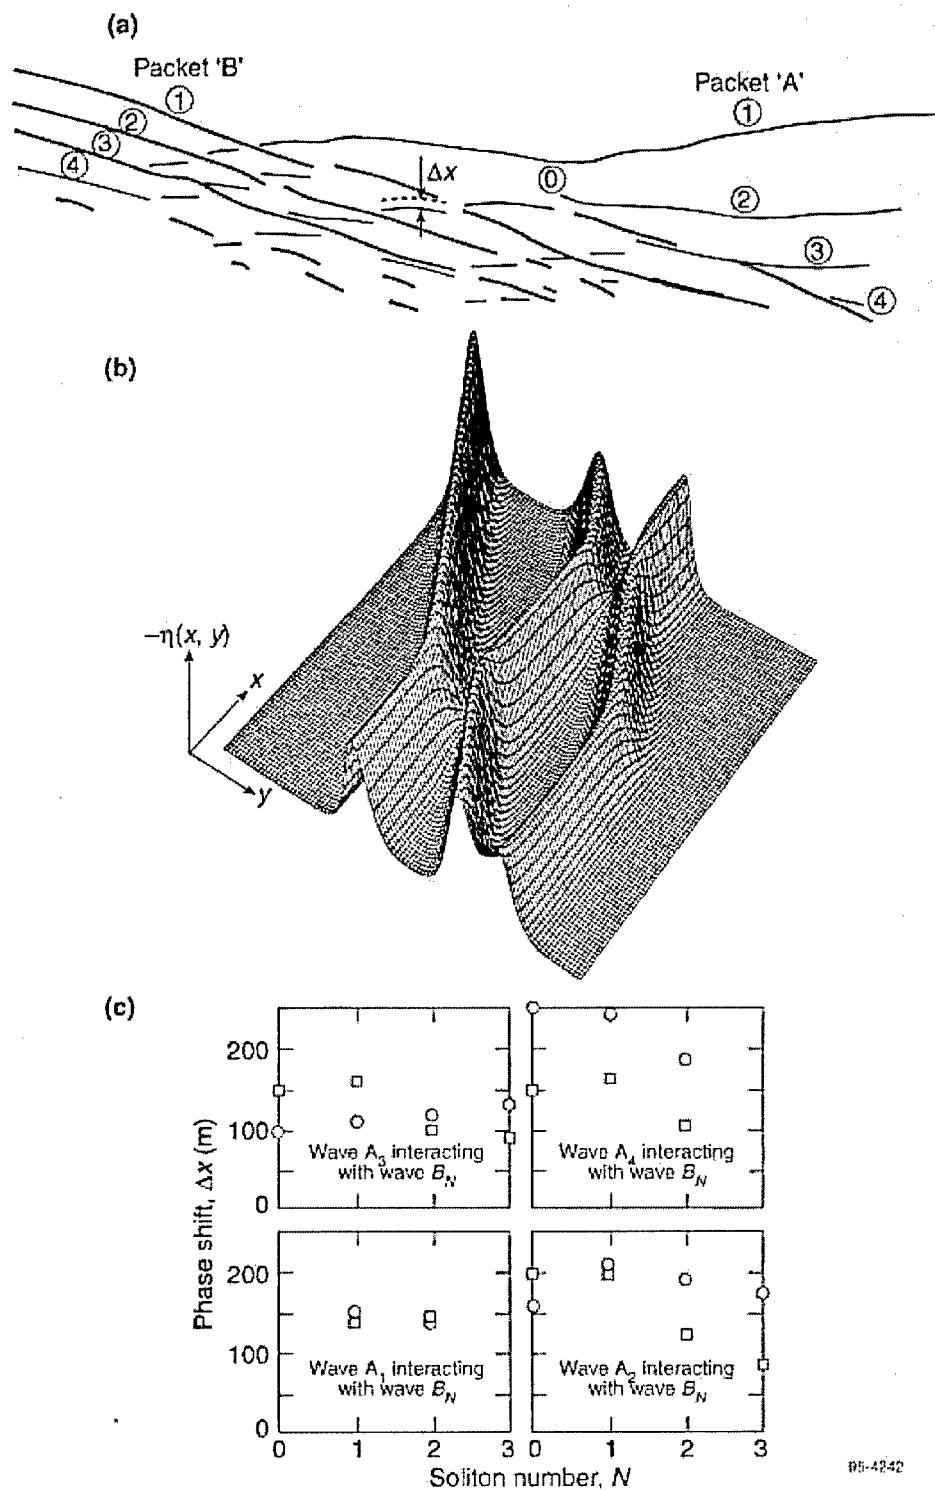 (a)
Packet 'B'
Packet 'A'
1
1
2
3
4
Δx
0
2
3
4
(b)
−η(x, y)
x
y
(c)
Phase shift, Δx (m)
200
100
0
Wave A3 interacting
with wave BN
Wave A4 interacting
with wave BN
200
100
0
Wave A1 interacting
with wave BN
Wave A2 interacting
with wave BN
0 1 2 3 0 1 2 3
Soliton number, N
95-4242